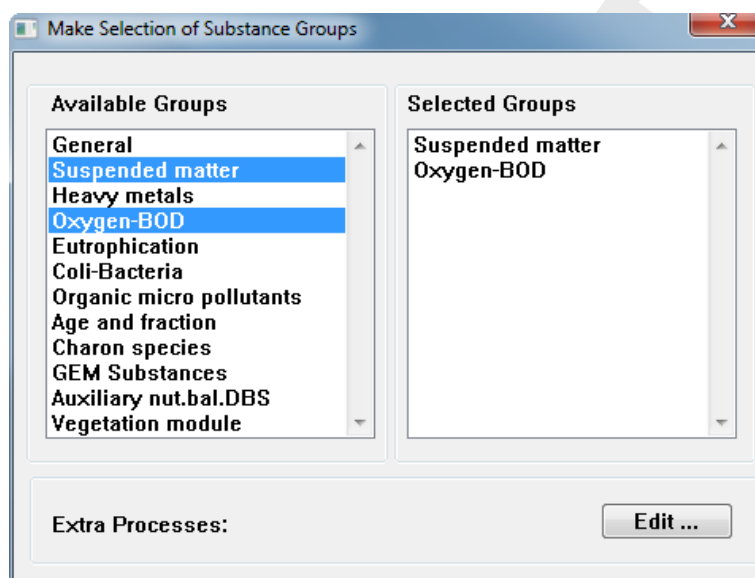 Make Selection of Substance Groups
Available Groups
General
Suspended matter
Heavy metals
Oxygen-BOD
Eutrophication
Coli-Bacteria
Organic micro pollutants
Age and fraction
Charon species
GEM Substances
Auxiliary nut.bal.DBS
Vegetation module
Selected Groups
Suspended matter
Oxygen-BOD
Extra Processes:
Edit ...